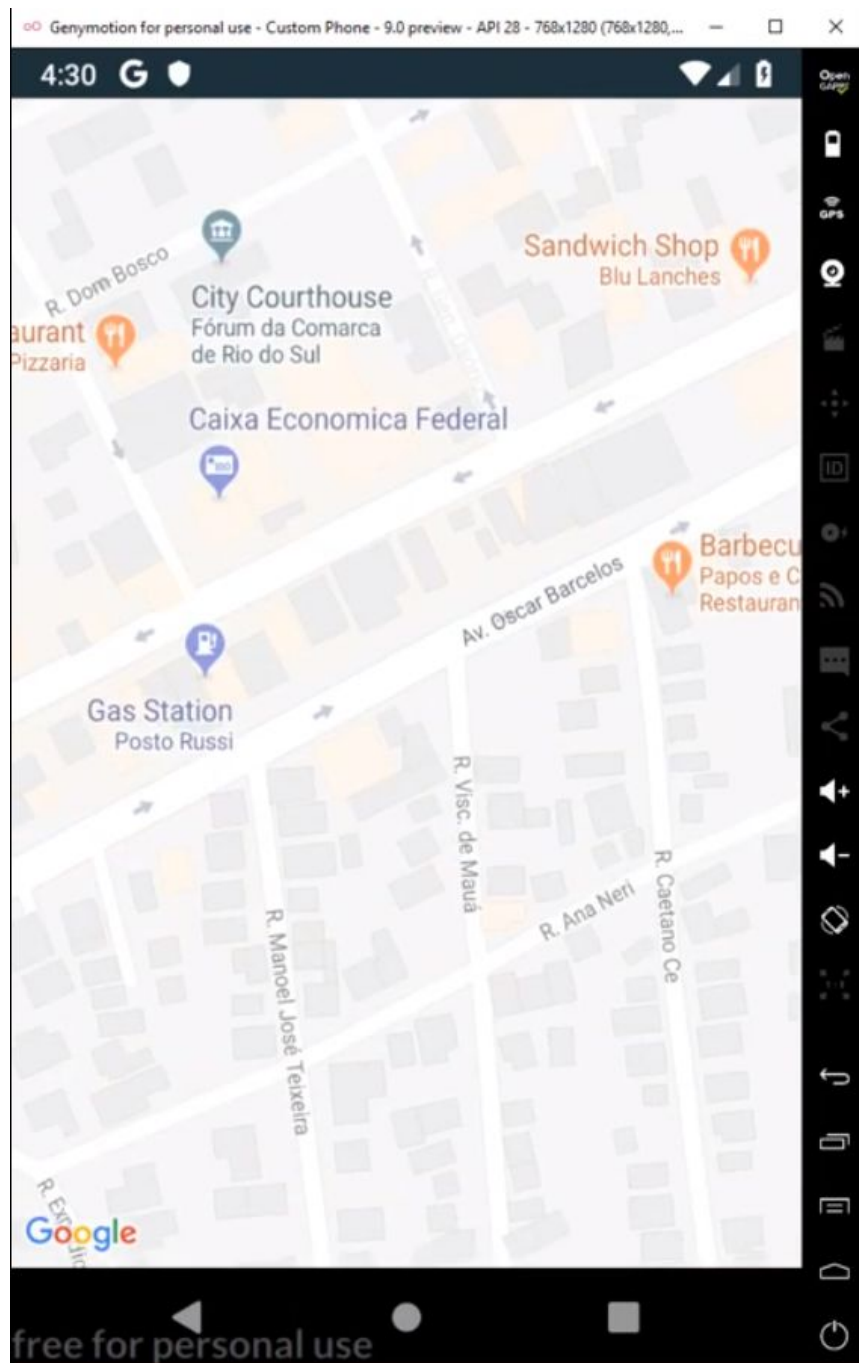 Genymotion for personal use - Custom Phone - 9.0 preview - API 28 - 768x1280 (768x1280,...
4:30 G
Open
GAPPS
GPS
Sandwich Shop
Blu Lanches
R. Dom Bosco
City Courthouse
Fórum da Comarca
de Rio do Sul
aurant
Pizzaria
Caixa Economica Federal
ID
Barbecu
Papos e C
Restauran
Av. Oscar Barcelos
Gas Station
Posto Russi
R. Visc. de Mauá
R. Caetano Ce
R. Ana Neri
R. Manoel José Teixeira
Google
free for personal use